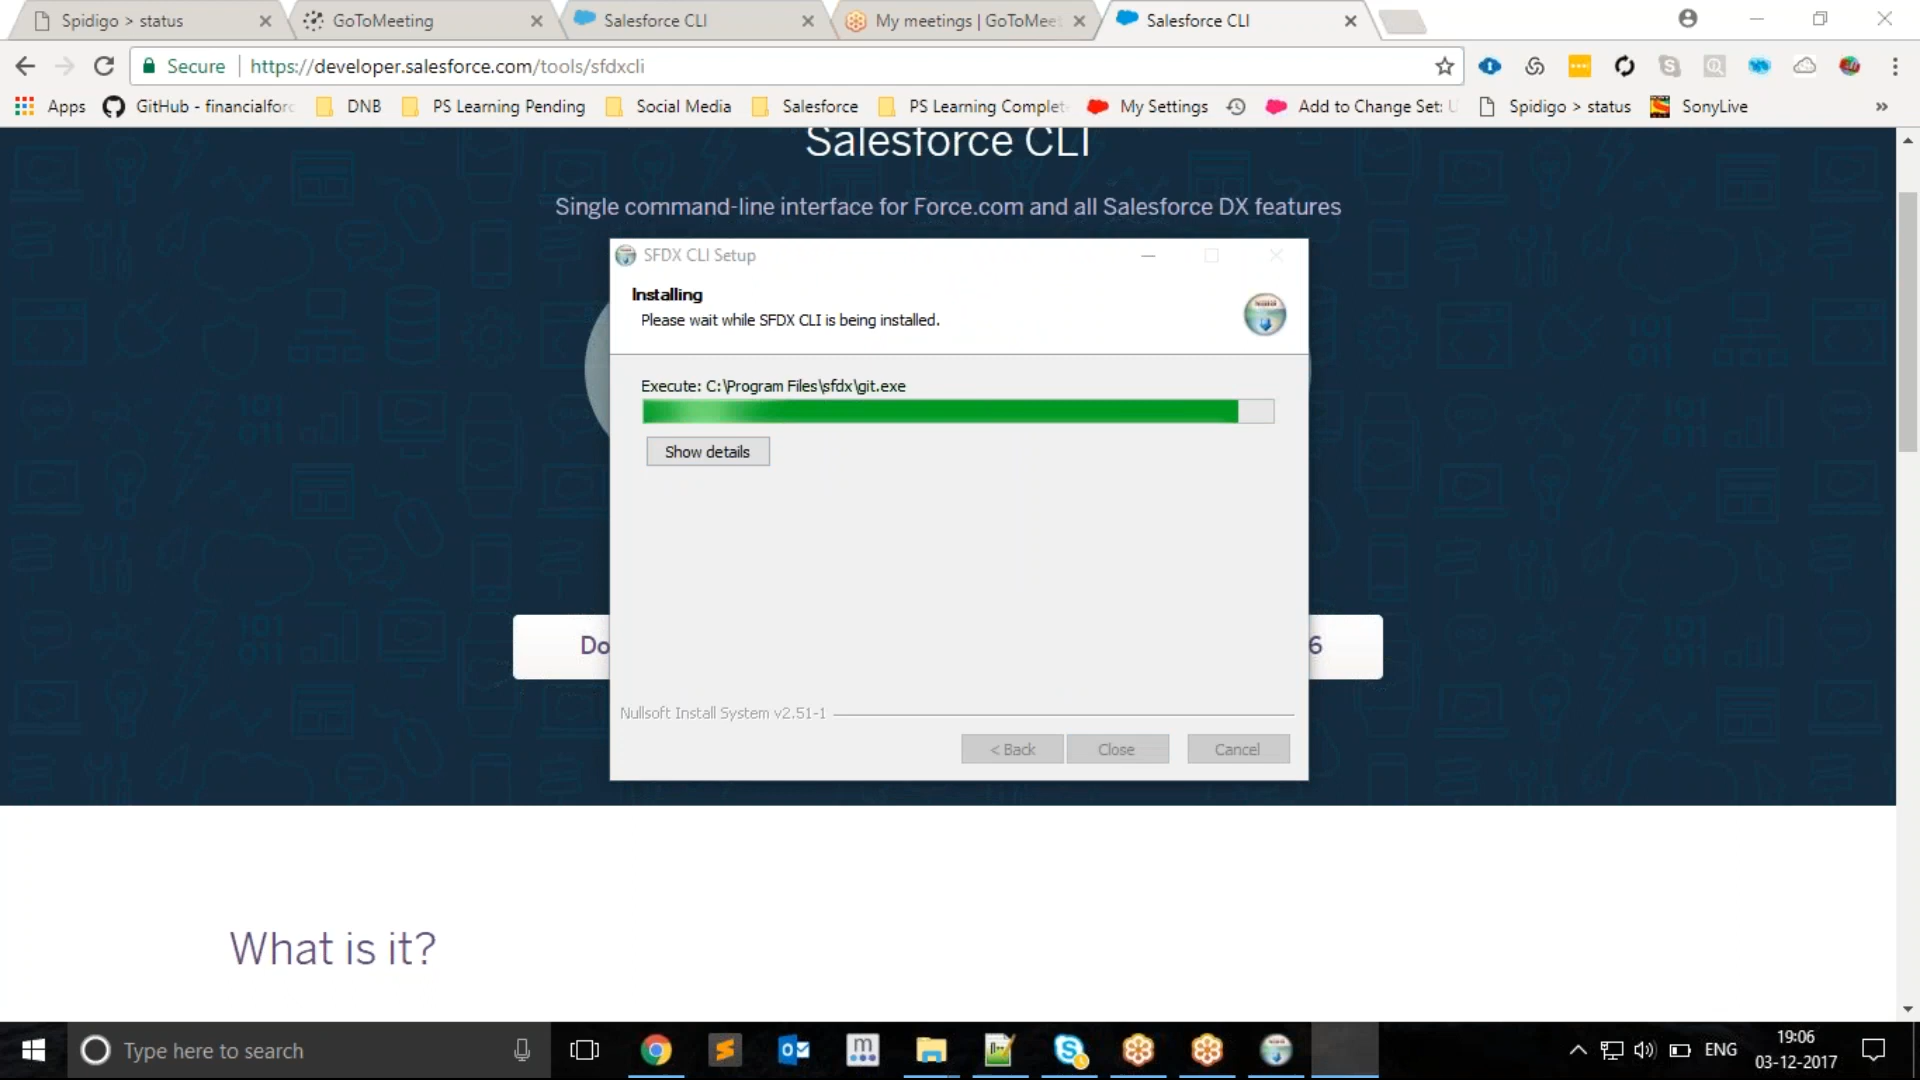 Spidigo > status
GoToMeeting
Salesforce CLI
My meetings | GoToMee
Salesforce CLI
Secure
https://developer.salesforce.com/tools/sfdxcli
Apps
GitHub - financialforc
DNB
PS Learning Pending
Social Media
Salesforce
PS Learning Complet
My Settings
Add to Change Set: U
Spidigo > status
SonyLive
»
Salesforce CLI
Single command-line interface for Force.com and all Salesforce DX features
SFDX CLI Setup
Installing
Please wait while SFDX CLI is being installed.
Execute: C:\Program Files\sfdx\git.exe
Show details
Do
6
Nullsoft Install System v2.51-1
< Back
Close
Cancel
What is it?
Type here to search
ENG
19:06
03-12-2017